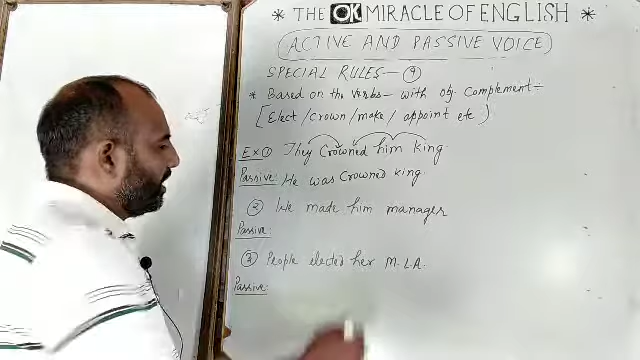 * THE OK MIRACLE OF ENGLISH *
ACTIVE AND PASSIVE VOICE
SPECIAL RULES - 4
* Based on the verbs - with obj complement =
[Elect / crown / make / appoint etc)
Ex ① They Crowned him king
Passive: He was Crowned king.
② We made him manager
Passive:
③ People elected her M.L.A.
Passive: